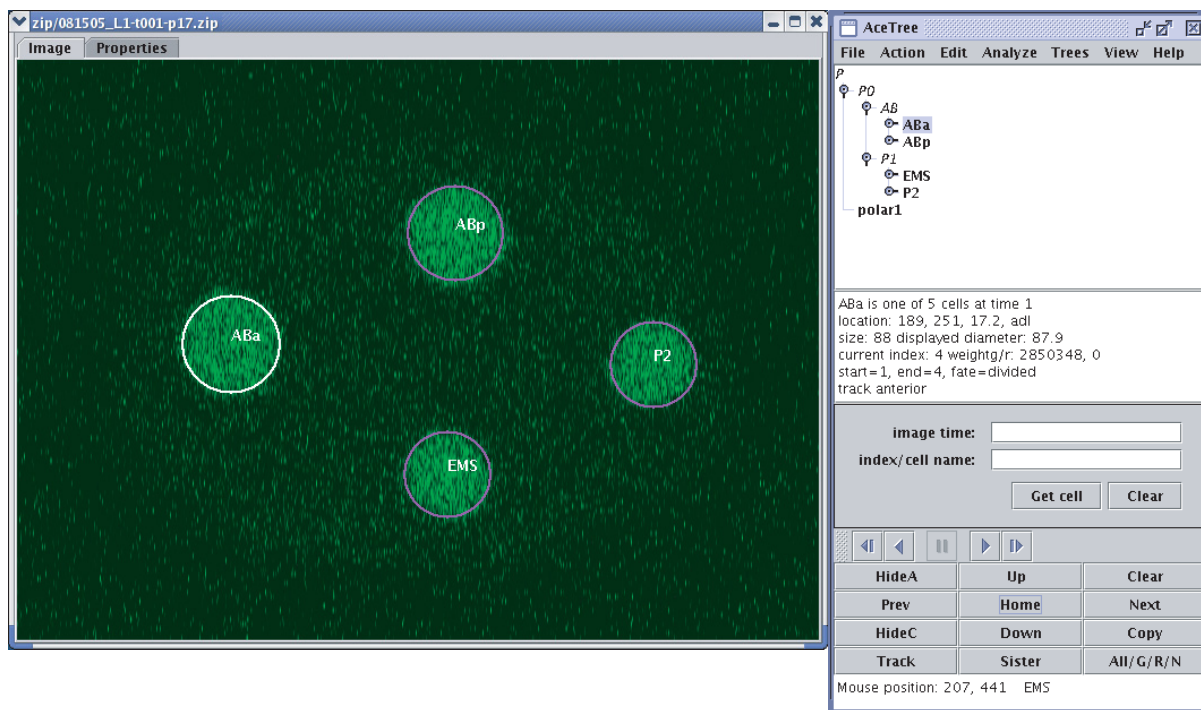 zip/081505_L1-t001-p17.zip
Image Properties
ABp
ABa
P2
EMS
AceTree
File Action Edit Analyze Trees View Help
P
P0
AB
ABa
ABp
P1
EMS
P2
polar1
ABa is one of 5 cells at time 1
location: 189, 251, 17.2, adl
size: 88 displayed diameter: 87.9
current index: 4 weightg/r: 2850348, 0
start=1, end=4, fate=divided
track anterior
image time:
index/cell name:
Get cell Clear
HideA Up Clear
Prev Home Next
HideC Down Copy
Track Sister All/G/R/N
Mouse position: 207, 441 EMS